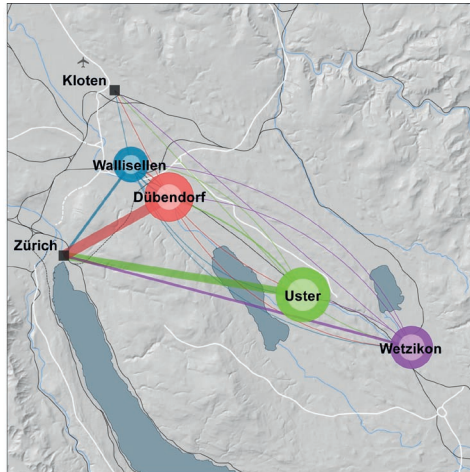 Kloten
Wallisellen
Dübendorf
Zürich
Uster
Wetzikon